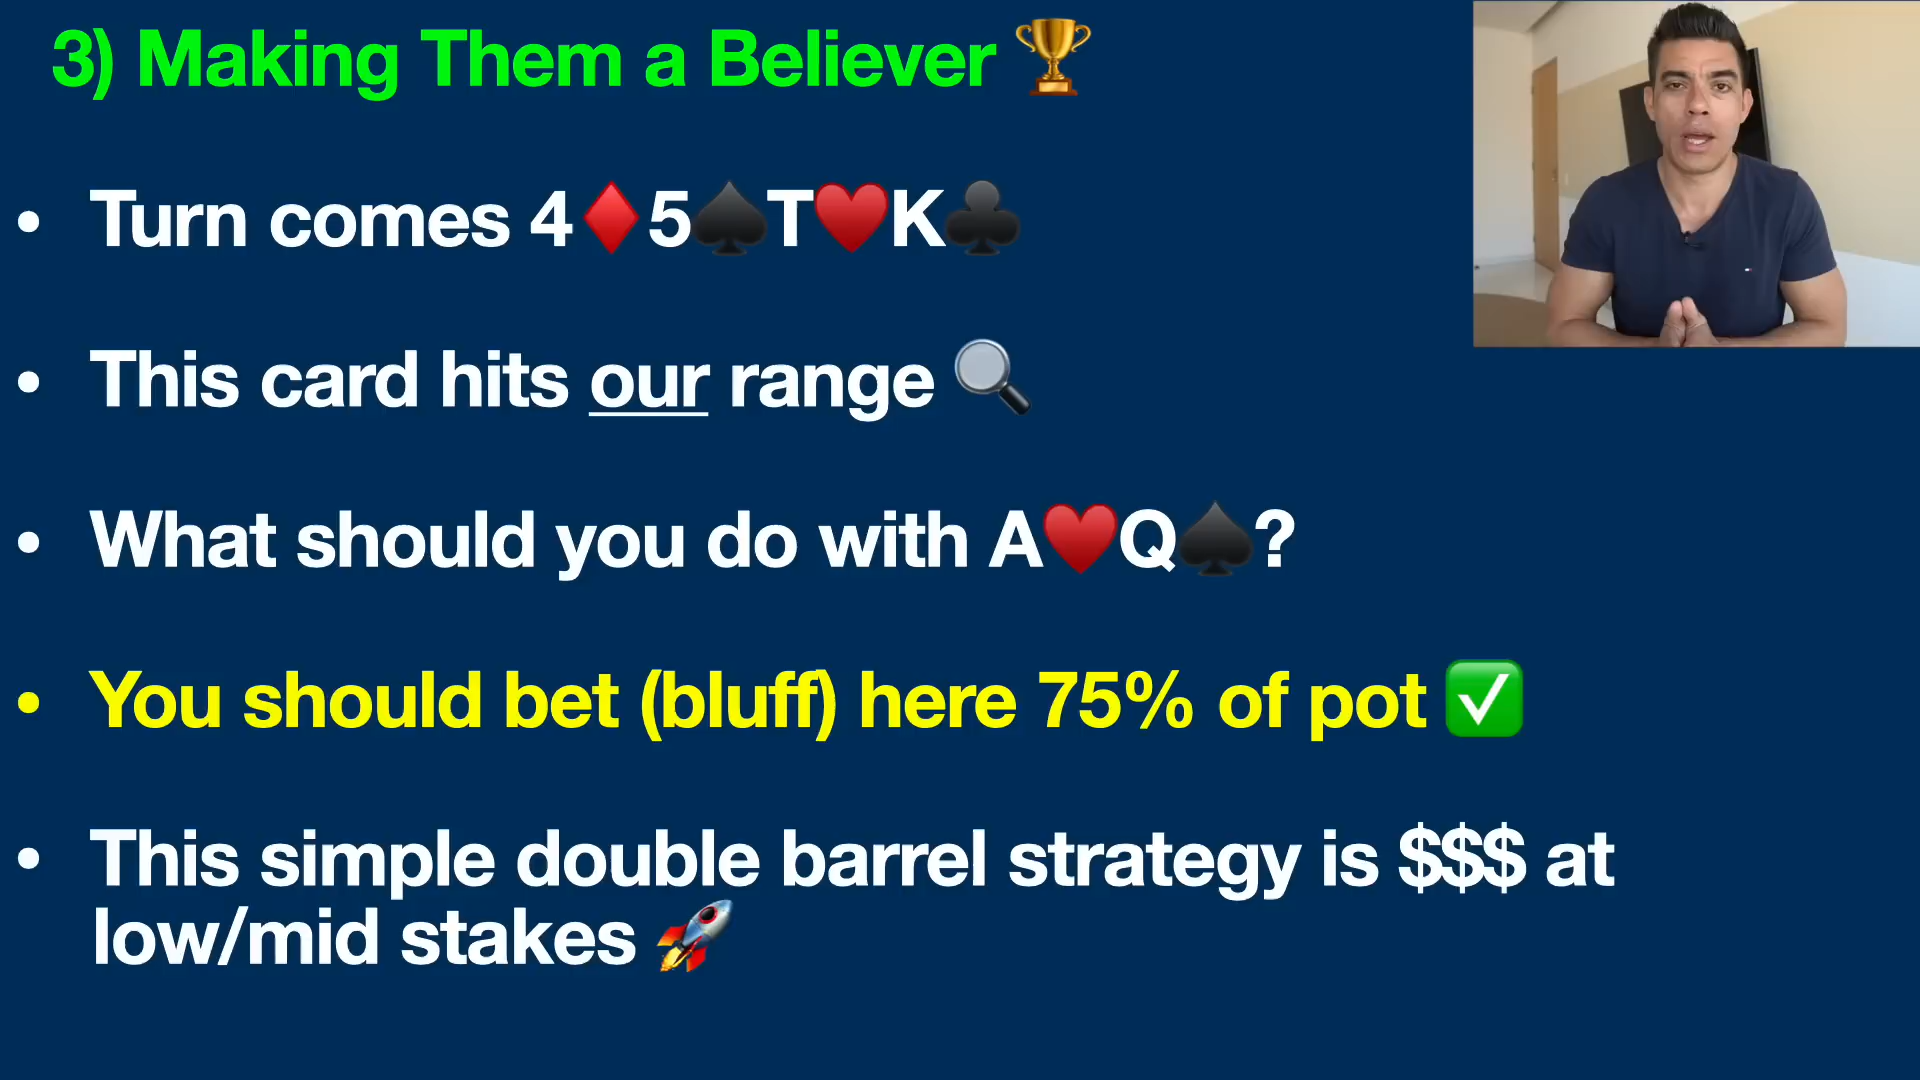 3) Making Them a Believer 🏆
• Turn comes 4♦️5♠️T♥️K♣️
• This card hits our range 🔍
• What should you do with A♥️Q♠️?
• You should bet (bluff) here 75% of pot ✅
• This simple double barrel strategy is $$$ at
low/mid stakes 🚀